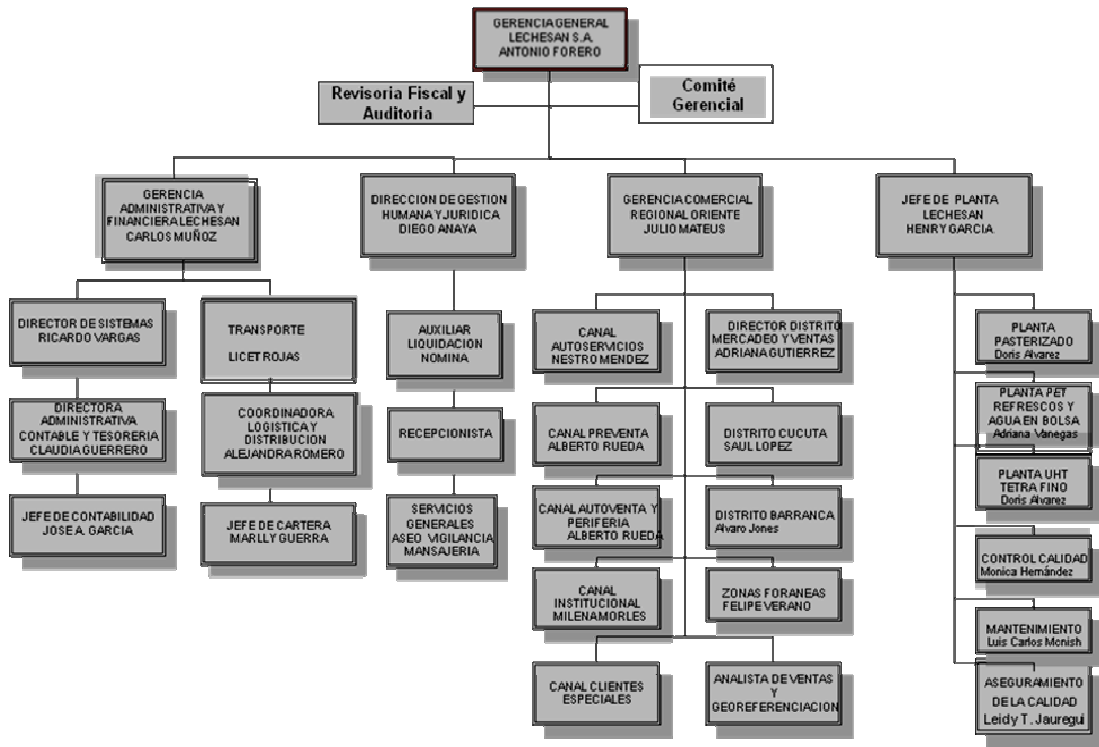 GERENCIA GENERAL
LECHESAN S.A.
ANTONIO FORERO
Revisoria Fiscal y
Auditoria
Comité
Gerencial
GERENCIA
ADMINISTRATIVA Y
FINANCIERA LECHESAN
CARLOS MUÑOZ
DIRECCION DE GESTION
HUMANA Y JURIDICA
DIEGO ANAYA
GERENCIA COMERCIAL
REGIONAL ORIENTE
JULIO MATEUS
JEFE DE PLANTA
LECHESAN
HENRY GARCIA
DIRECTOR DE SISTEMAS
RICARDO VARGAS
TRANSPORTE
LICET ROJAS
DIRECTORA
ADMINISTRATIVA
CONTABLE Y TESORERIA
CLAUDIA GUERRERO
COORDINADORA
LOGISTICA Y
DISTRIBUCION
ALEJANDRA ROMERO
JEFE DE CONTABILIDAD
JOSE A. GARCIA
JEFE DE CARTERA
MARLLY GUERRA
AUXILIAR
LIQUIDACION
NOMINA
RECEPCIONISTA
SERVICIOS
GENERALES
ASEO VIGILANCIA
MANSAJERIA
CANAL
AUTOSERVICIOS
NESTRO MENDEZ
DIRECTOR DISTRITO
MERCADEO Y VENTAS
ADRIANA GUTIERREZ
CANAL PREVENTA
ALBERTO RUEDA
DISTRITO CUCUTA
SAUL LOPEZ
CANAL AUTOVENTA Y
PERIFERIA
ALBERTO RUEDA
DISTRITO BARRANCA
Alvaro Jones
CANAL
INSTITUCIONAL
MILENA MORLES
ZONAS FORANEAS
FELIPE VERANO
CANAL CLIENTES
ESPECIALES
ANALISTA DE VENTAS
Y
GEOREFERENCIACION
PLANTA
PASTERIZADO
Doris Alvarez
PLANTA PET
REFRESCOS Y
AGUA EN BOLSA
Adriana Vanegas
PLANTA UHT
TETRA FINO
Doris Alvarez
CONTROL CALIDAD
Monica Hernández
MANTENIMIENTO
Luis Carlos Monish
ASEGURAMIENTO
DE LA CALIDAD
Leidy T. Jauregui